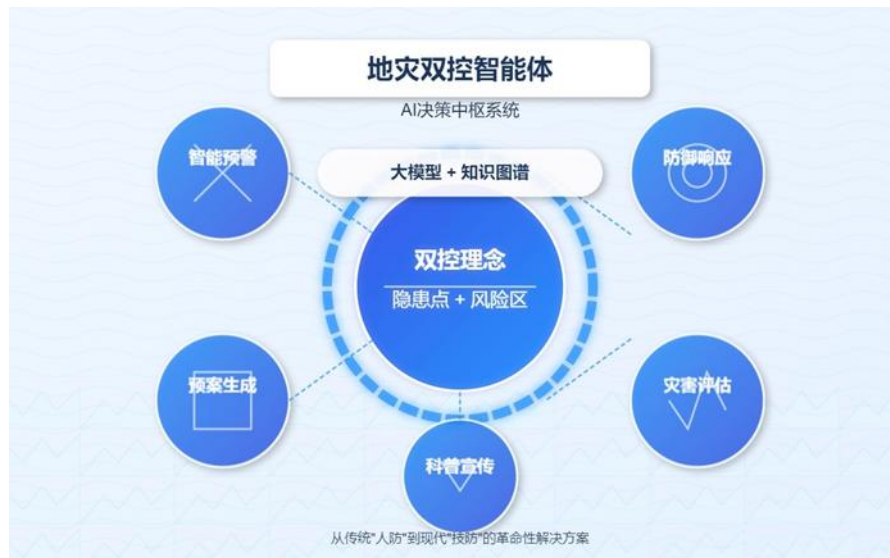 地灾双控智能体
AI决策中枢系统
智能预警
防御响应
大模型 + 知识图谱
双控理念
隐患点 + 风险区
预案生成
灾害评估
科普宣传
从传统"人防"到现代"技防"的革命性解决方案